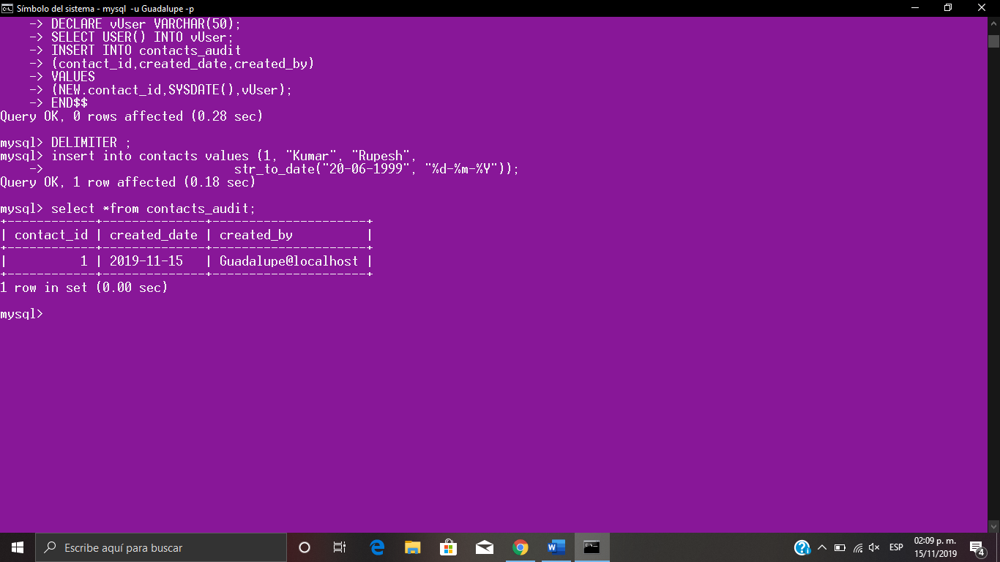 Símbolo del sistema - mysql -u Guadalupe -p
-> DECLARE vUser VARCHAR(50);
-> SELECT USER() INTO vUser;
-> INSERT INTO contacts_audit
-> (contact_id,created_date,created_by)
-> VALUES
-> (NEW.contact_id,SYSDATE(),vUser);
-> END$$
Query OK, 0 rows affected (0.28 sec)
mysql> DELIMITER ;
mysql> insert into contacts values (1, "Kumar", "Rupesh",
-> str_to_date("20-06-1999", "%d-%m-%Y"));
Query OK, 1 row affected (0.18 sec)
mysql> select *from contacts_audit;
+------------+--------------+---------------------+
| contact_id | created_date | created_by          |
+------------+--------------+---------------------+
|          1 | 2019-11-15   | Guadalupe@localhost |
+------------+--------------+---------------------+
1 row in set (0.00 sec)
mysql>
Escribe aquí para buscar
ESP
02:09 p. m.
15/11/2019
4